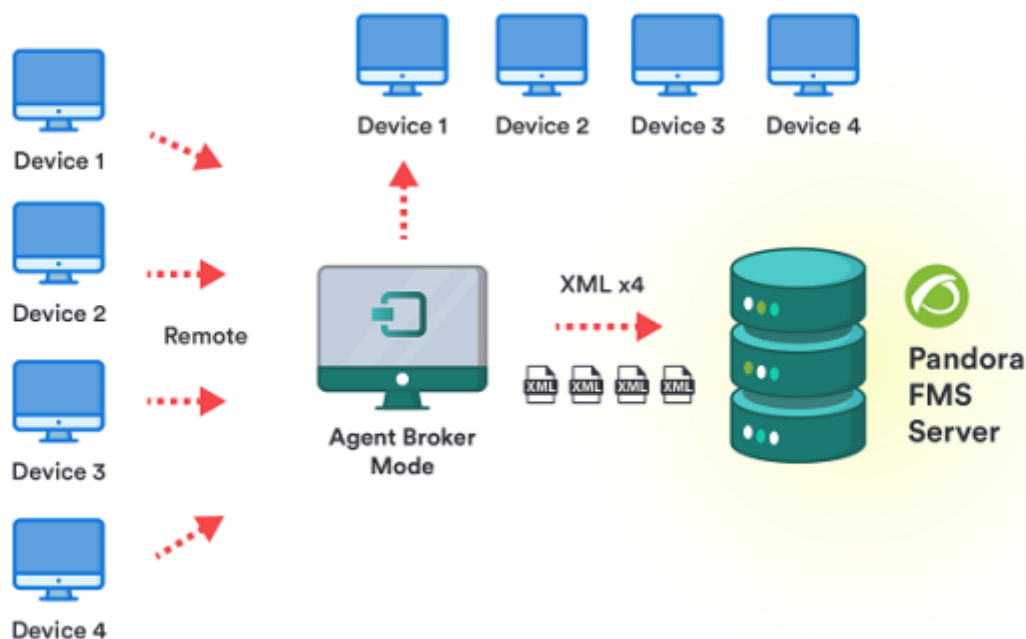 Device 1
Device 2
Device 3
Device 4
Device 1
Device 2
Remote
Device 3
Device 4
Agent Broker
Mode
XML x4
XML
XML
XML
XML
Pandora
FMS
Server